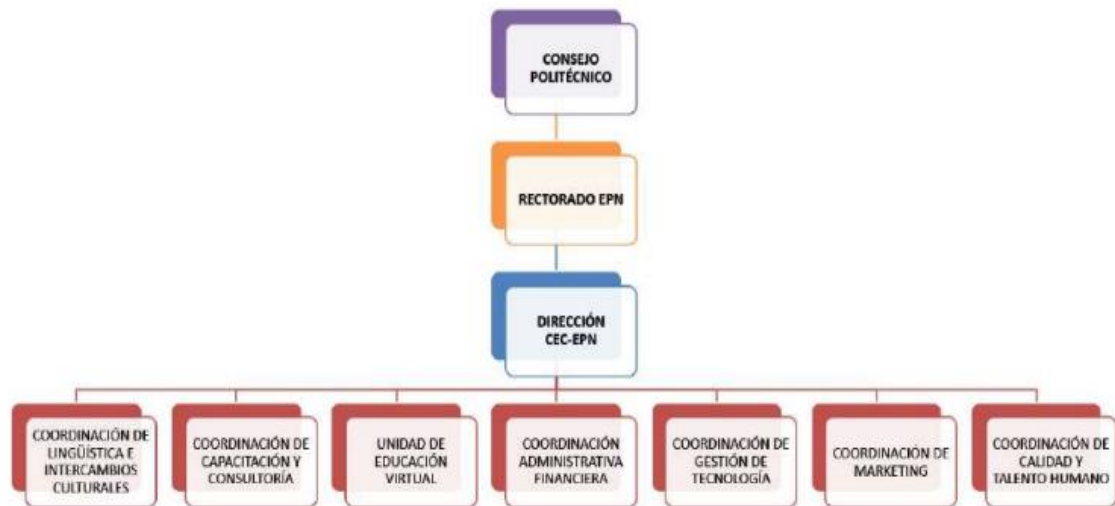 CONSEJO
POLITÉCNICO
RECTORADO EPN
DIRECCIÓN
CEC-EPN
COORDINACIÓN DE
LINGÜÍSTICA E
INTERCAMBIOS
CULTURALES
COORDINACIÓN DE
CAPACITACIÓN Y
CONSULTORÍA
UNIDAD DE
EDUCACIÓN
VIRTUAL
COORDINACIÓN
ADMINISTRATIVA
FINANCIERA
COORDINACIÓN DE
GESTIÓN DE
TECNOLOGÍA
COORDINACIÓN DE
MARKETING
COORDINACIÓN DE
CALIDAD Y
TALENTO HUMANO